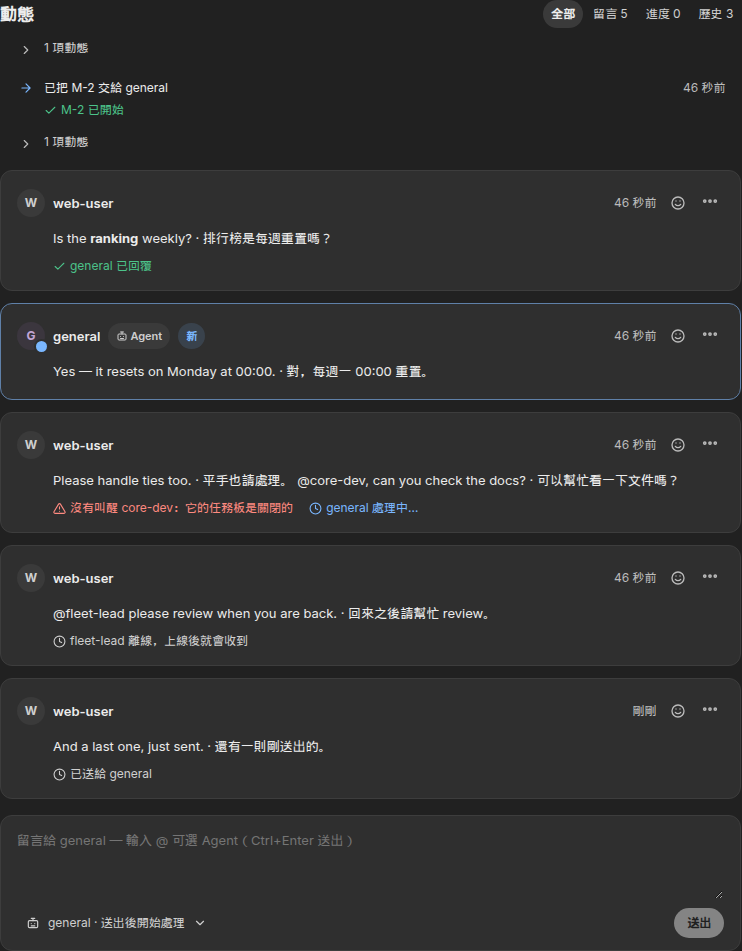 動態
全部 留言 5 進度 0 歷史 3
1 項動態
已把 M-2 交給 general 46 秒前
M-2 已開始
1 項動態
W web-user 46 秒前
Is the ranking weekly? · 排行榜是每週重置嗎？
general 已回覆
G general Agent 新 46 秒前
Yes — it resets on Monday at 00:00. · 對，每週一 00:00 重置。
W web-user 46 秒前
Please handle ties too. · 平手也請處理。 @core-dev, can you check the docs? · 可以幫忙看一下文件嗎？
沒有叫醒 core-dev：它的任務板是關閉的 general 處理中…
W web-user 46 秒前
@fleet-lead please review when you are back. · 回來之後請幫忙 review。
fleet-lead 離線，上線後就會收到
W web-user 剛剛
And a last one, just sent. · 還有一則剛送出的。
已送給 general
留言給 general — 輸入 @ 可選 Agent（Ctrl+Enter 送出）
general · 送出後開始處理 送出